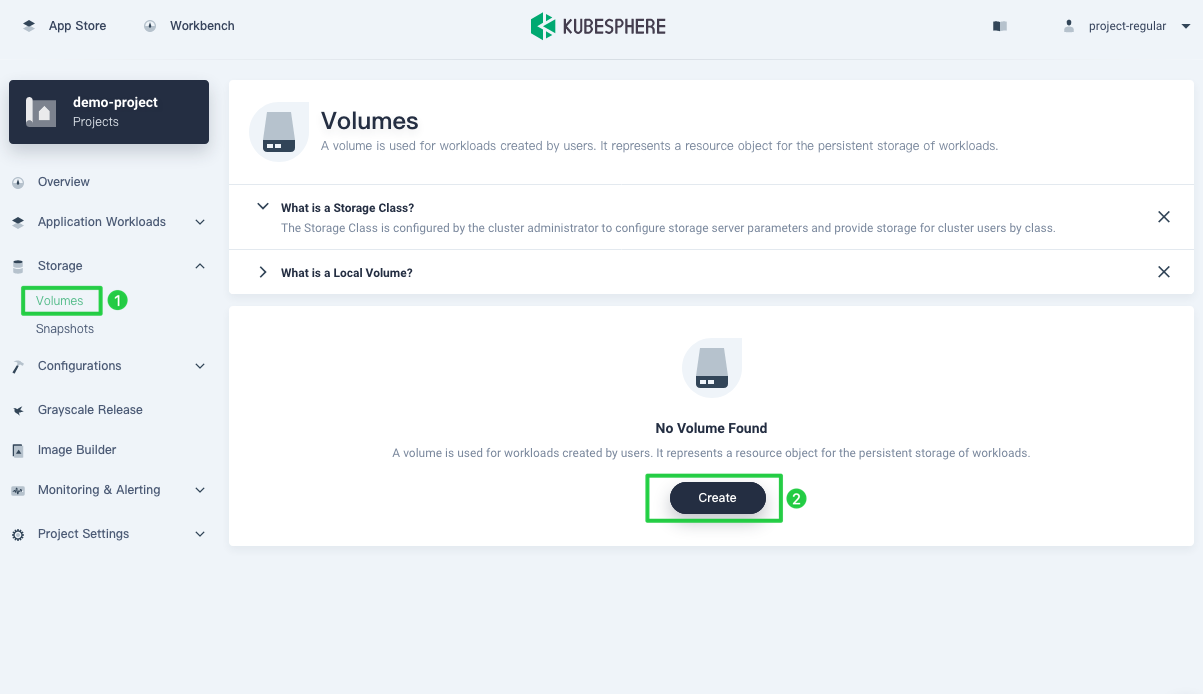 App Store
Workbench
KUBESPHERE
project-regular
demo-project
Projects
Overview
Application Workloads
Storage
Volumes
1
Snapshots
Configurations
Grayscale Release
Image Builder
Monitoring & Alerting
Project Settings
Volumes
A volume is used for workloads created by users. It represents a resource object for the persistent storage of workloads.
What is a Storage Class?
The Storage Class is configured by the cluster administrator to configure storage server parameters and provide storage for cluster users by class.
What is a Local Volume?
No Volume Found
A volume is used for workloads created by users. It represents a resource object for the persistent storage of workloads.
Create
2